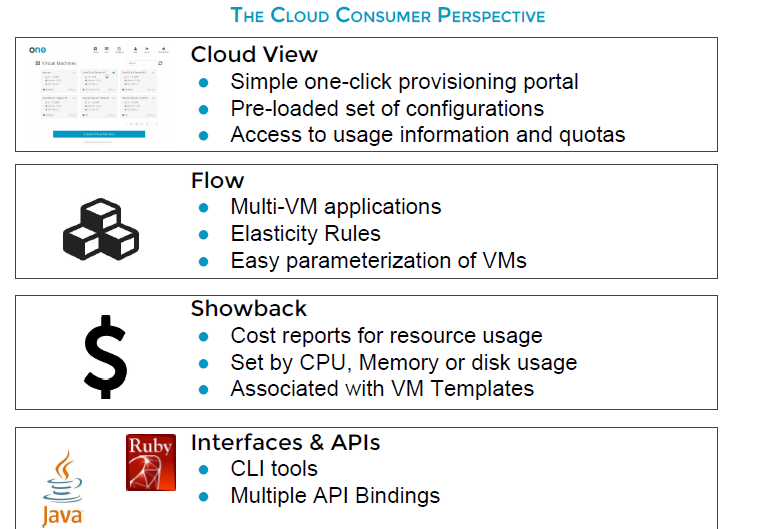 The Cloud Consumer Perspective
one
Virtual Machines
Cloud View
Simple one-click provisioning portal
Pre-loaded set of configurations
Access to usage information and quotas
Flow
Multi-VM applications
Elasticity Rules
Easy parameterization of VMs
$
Showback
Cost reports for resource usage
Set by CPU, Memory or disk usage
Associated with VM Templates
Java
Ruby
Interfaces & APIs
CLI tools
Multiple API Bindings